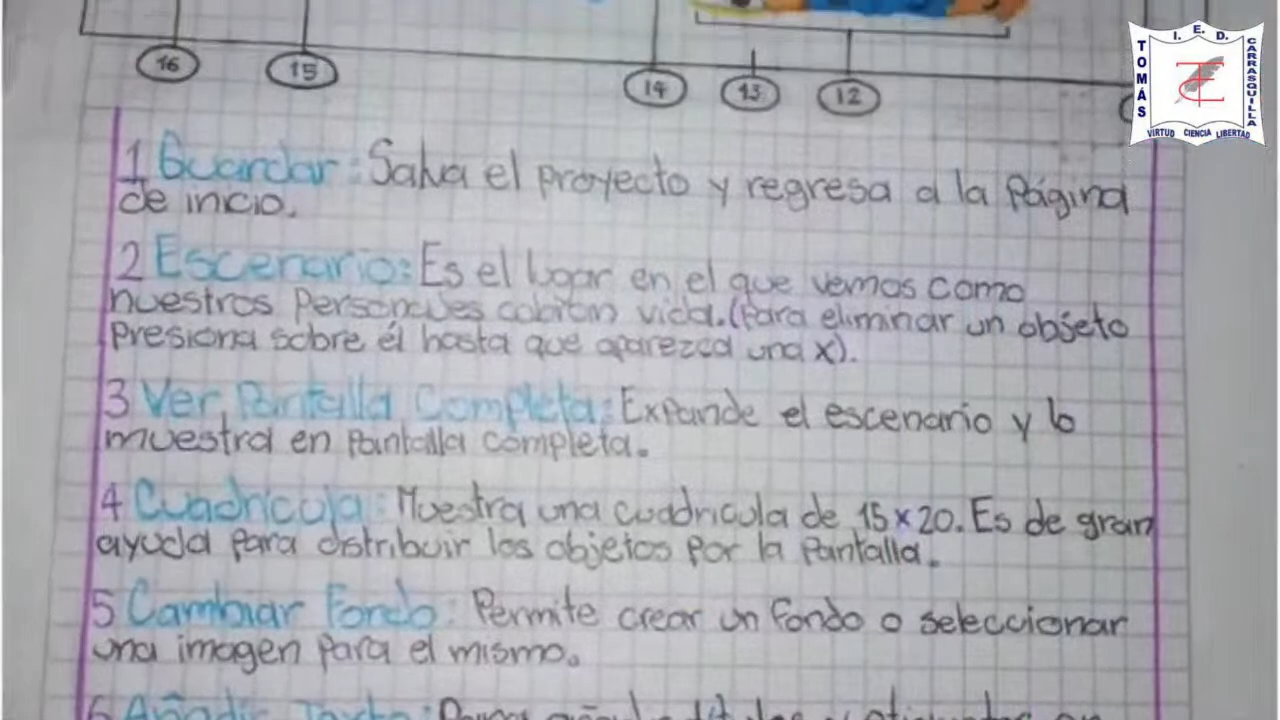 16 15 14 13 12
I. E. D.
TOMÁS
CARRASQUILLA
VIRTUD CIENCIA LIBERTAD
1 Guardar: Salva el proyecto y regresa a la Página
de inicio.
2 Escenario: Es el lugar en el que vemos como
nuestros Personajes cobran vida. (Para eliminar un objeto
Presiona sobre él hasta que aparezca una x).
3 Ver Pantalla Completa: Expande el escenario y lo
muestra en Pantalla completa.
4 Cuadricula: Muestra una cuadricula de 15x20. Es de gran
ayuda para distribuir los objetos por la Pantalla.
5 Cambiar Fondo: Permite crear un fondo o seleccionar
una imagen para el mismo.
6 Añadir Texto: